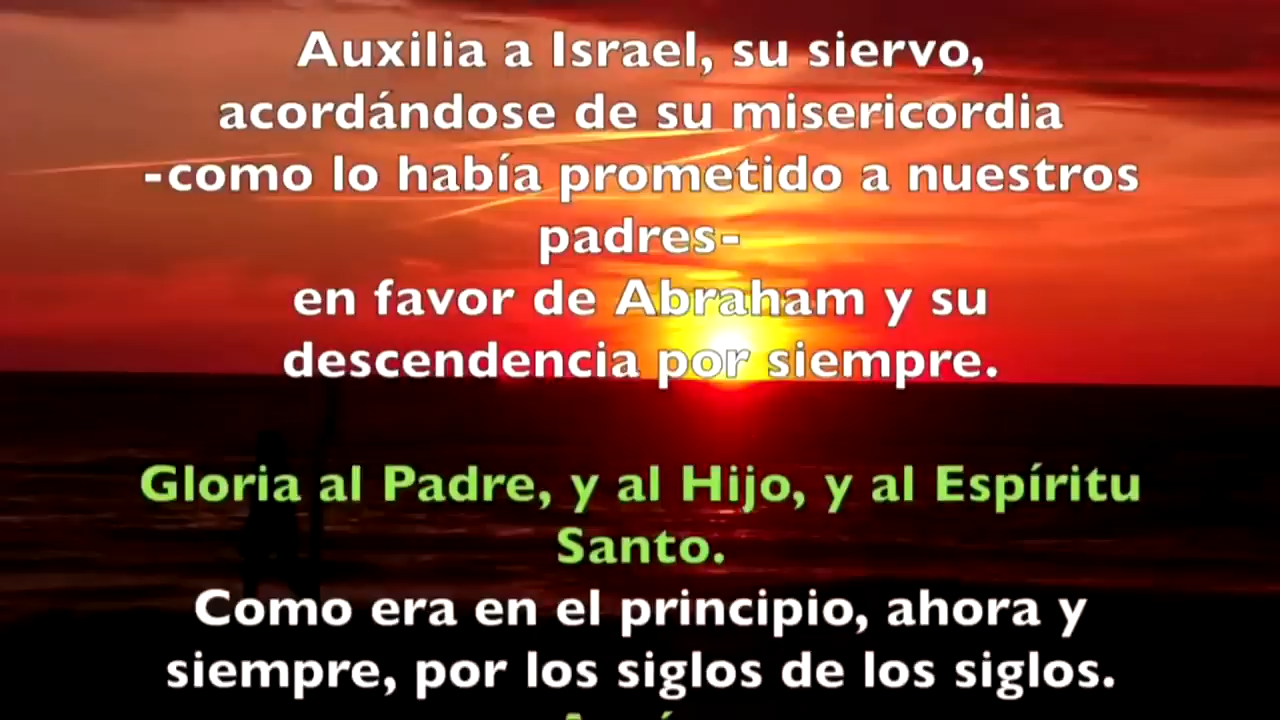 Auxilia a Israel, su siervo,
acordándose de su misericordia
-como lo había prometido a nuestros
padres-
en favor de Abraham y su
descendencia por siempre.
Gloria al Padre, y al Hijo, y al Espíritu
Santo.
Como era en el principio, ahora y
siempre, por los siglos de los siglos.